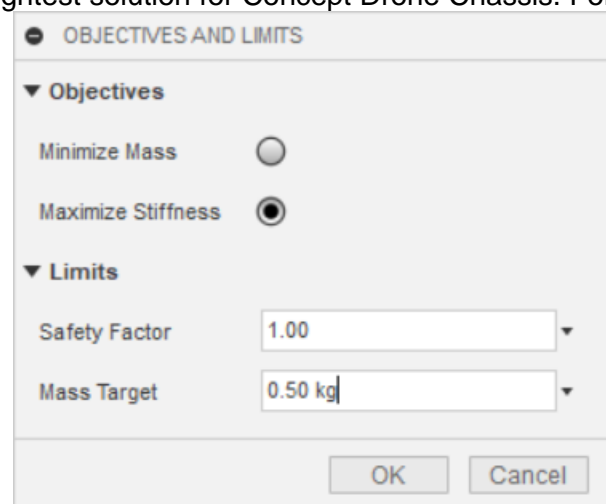 ghtest solution for Concept Drone Chassis. Fo
OBJECTIVES AND LIMITS
Objectives
Minimize Mass
Maximize Stiffness
Limits
Safety Factor 1.00
Mass Target 0.50 kg
OK Cancel